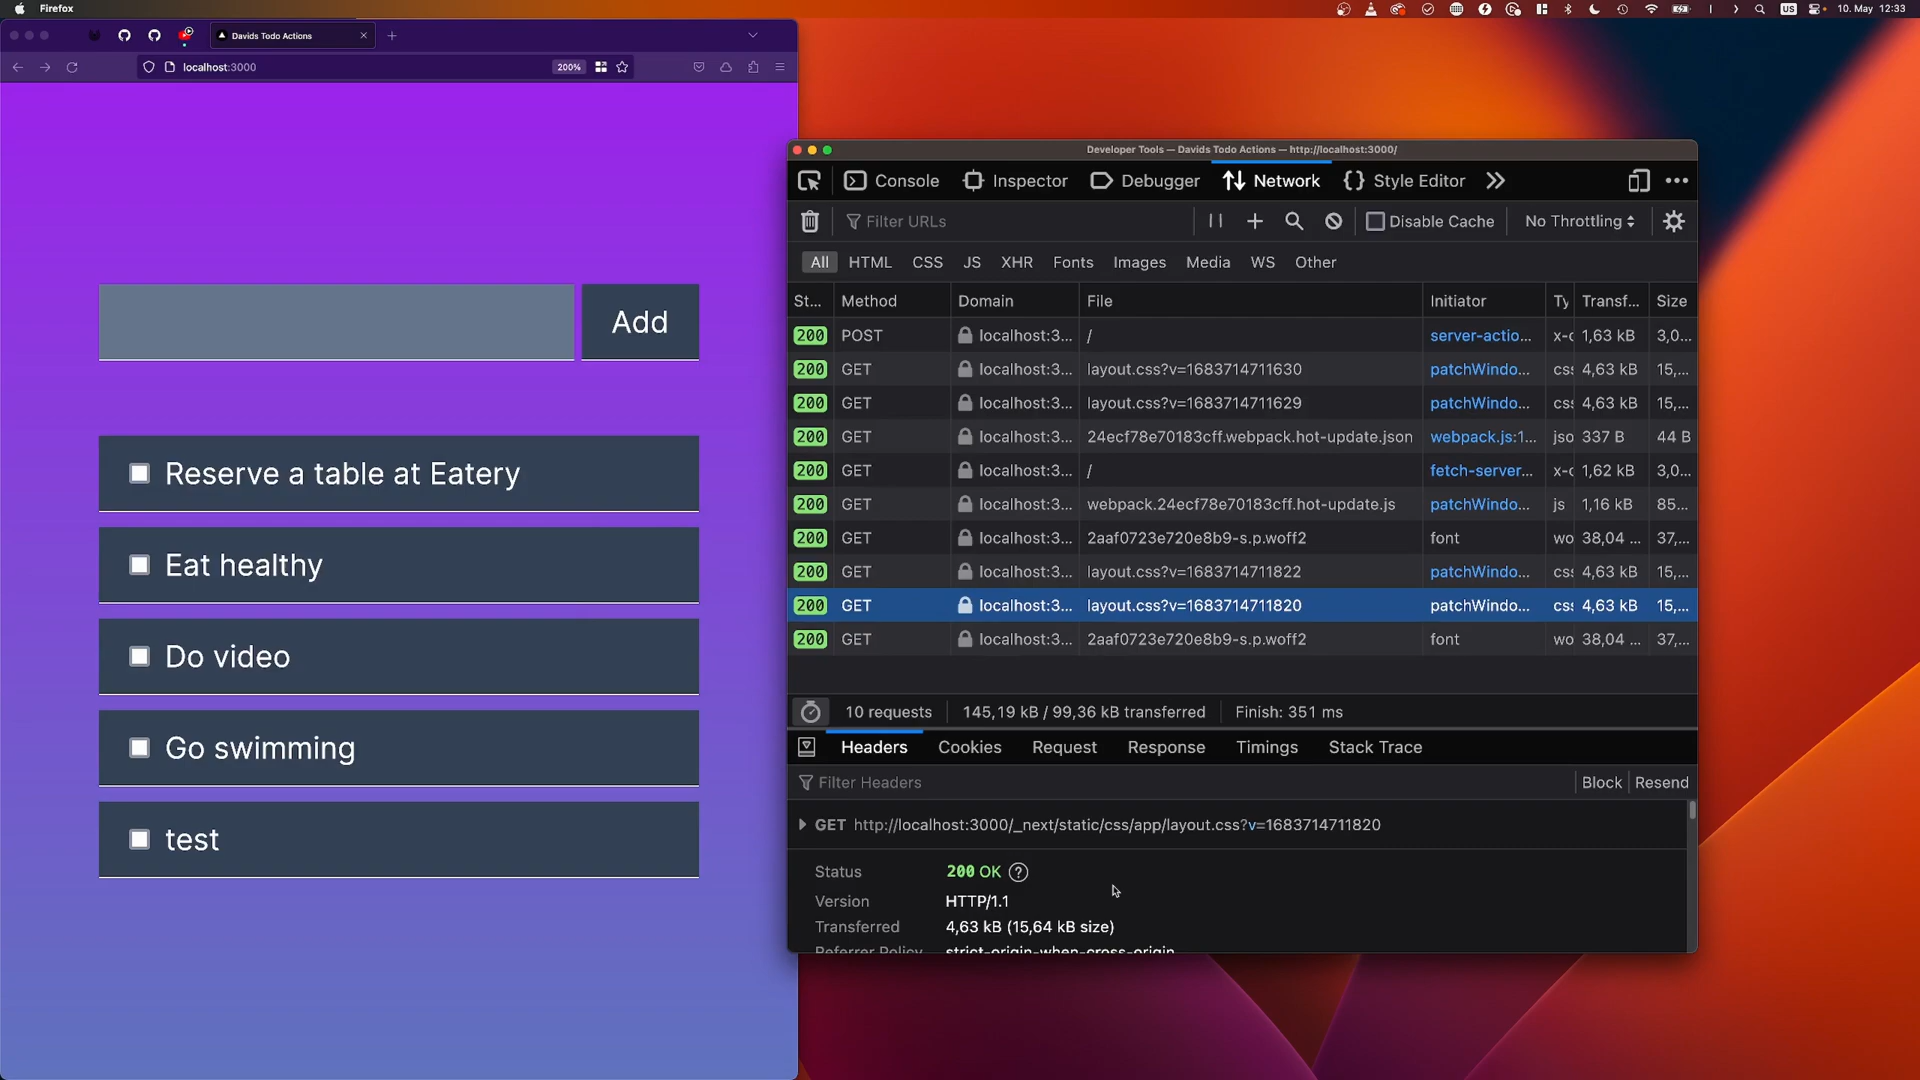 Firefox
US
10. May 12:33
Davids Todo Actions
localhost:3000
200%
Add
Reserve a table at Eatery
Eat healthy
Do video
Go swimming
test
Developer Tools — Davids Todo Actions — http://localhost:3000/
Console Inspector Debugger Network Style Editor
Filter URLs Disable Cache No Throttling
All HTML CSS JS XHR Fonts Images Media WS Other
St... Method Domain File Initiator Ty Transf... Size
200 POST localhost:3... / server-actio... x-c 1,63 kB 3,0...
200 GET localhost:3... layout.css?v=1683714711630 patchWindo... css 4,63 kB 15,...
200 GET localhost:3... layout.css?v=1683714711629 patchWindo... css 4,63 kB 15,...
200 GET localhost:3... 24ecf78e70183cff.webpack.hot-update.json webpack.js:1... jso 337 B 44 B
200 GET localhost:3... / fetch-server... x-c 1,62 kB 3,0...
200 GET localhost:3... webpack.24ecf78e70183cff.hot-update.js patchWindo... js 1,16 kB 85...
200 GET localhost:3... 2aaf0723e720e8b9-s.p.woff2 font wo 38,04 ... 37,...
200 GET localhost:3... layout.css?v=1683714711822 patchWindo... css 4,63 kB 15,...
200 GET localhost:3... layout.css?v=1683714711820 patchWindo... css 4,63 kB 15,...
200 GET localhost:3... 2aaf0723e720e8b9-s.p.woff2 font wo 38,04 ... 37,...
10 requests 145,19 kB / 99,36 kB transferred Finish: 351 ms
Headers Cookies Request Response Timings Stack Trace
Filter Headers Block Resend
GET http://localhost:3000/_next/static/css/app/layout.css?v=1683714711820
Status 200 OK ?
Version HTTP/1.1
Transferred 4,63 kB (15,64 kB size)
Referrer Policy strict-origin-when-cross-origin